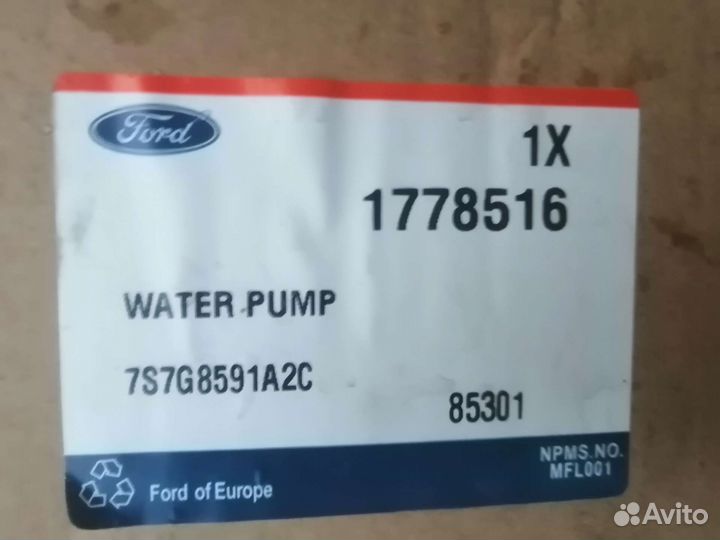 Ford
1X
1778516
WATER PUMP
7S7G8591A2C
85301
NPMS.NO.
MFL001
Ford of Europe
Avito